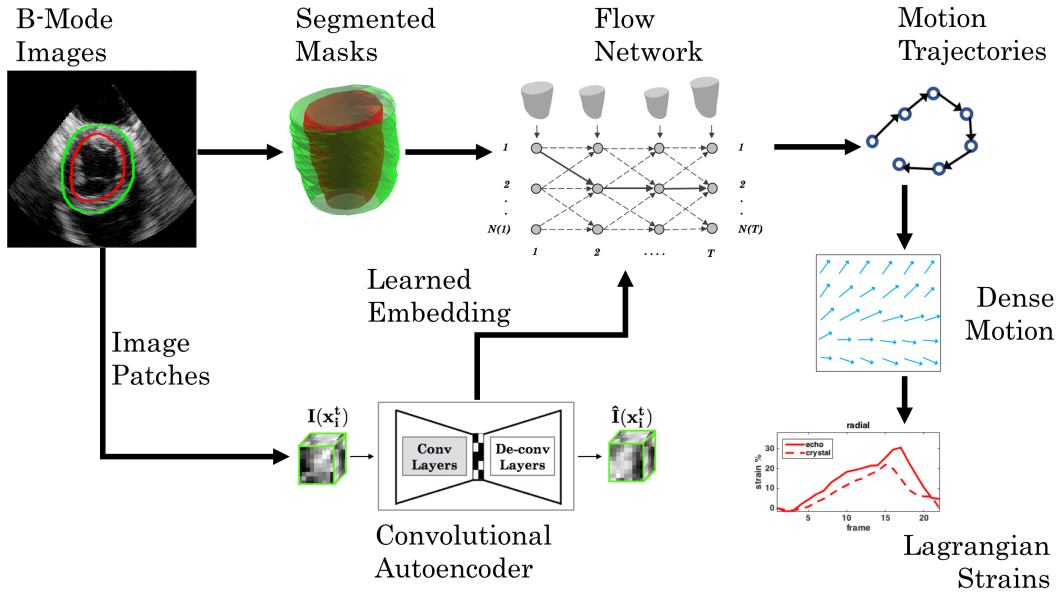 B-Mode
Images
Segmented
Masks
Flow
Network
Motion
Trajectories
1
2
.
.
N(1)
1
2
.
.
N(T)
1 2 .... T
Learned
Embedding
Image
Patches
Dense
Motion
I(x_i^t)
Conv
Layers
De-conv
Layers
Î(x_i^t)
Convolutional
Autoencoder
radial
echo
crystal
strain %
30
20
10
0
5 10 15 20
frame
Lagrangian
Strains